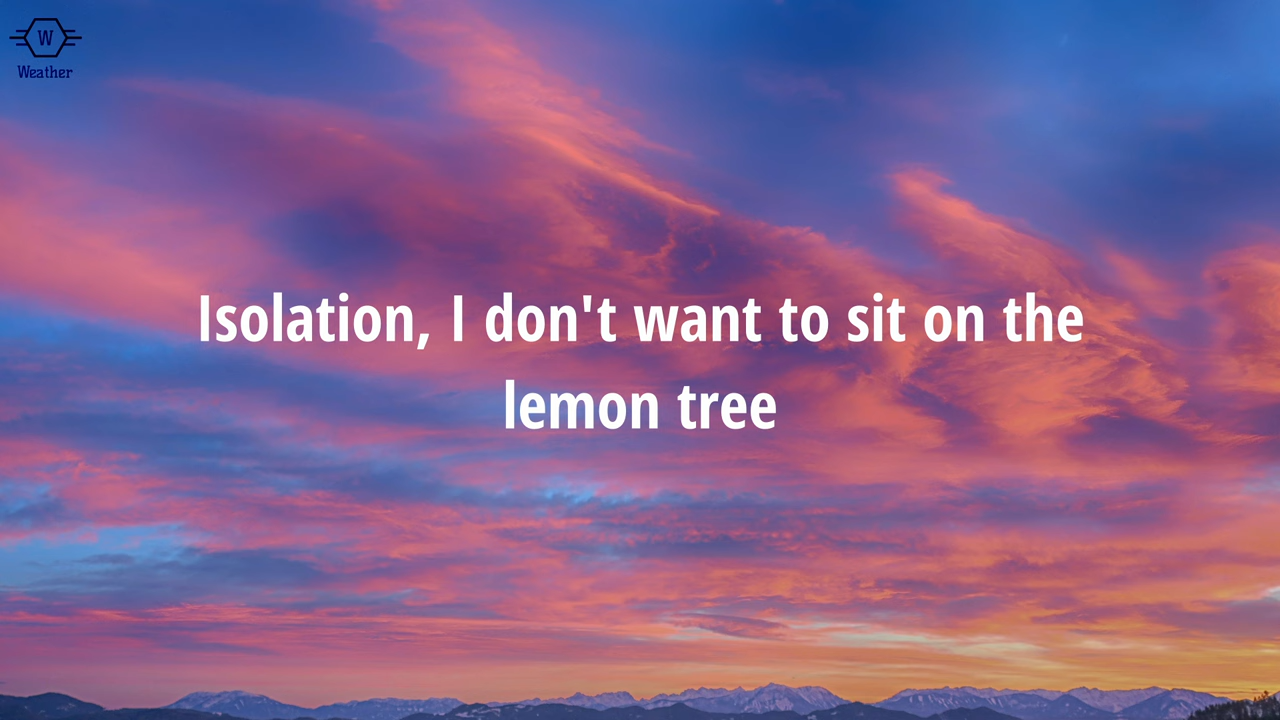 W
Weather
Isolation, I don't want to sit on the
lemon tree